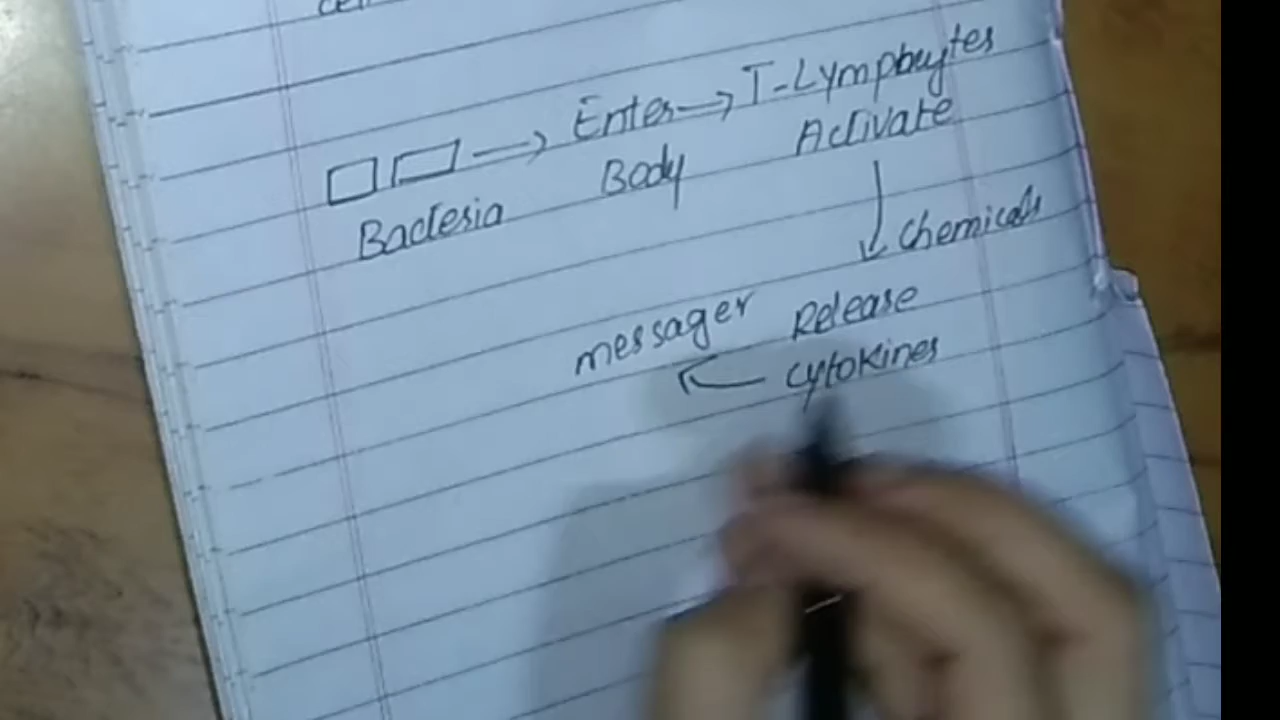 Enter → T-Lymphocytes
□ □ → Body Activate
Bacteria
↓ Chemicals
messager Release
← cytokines